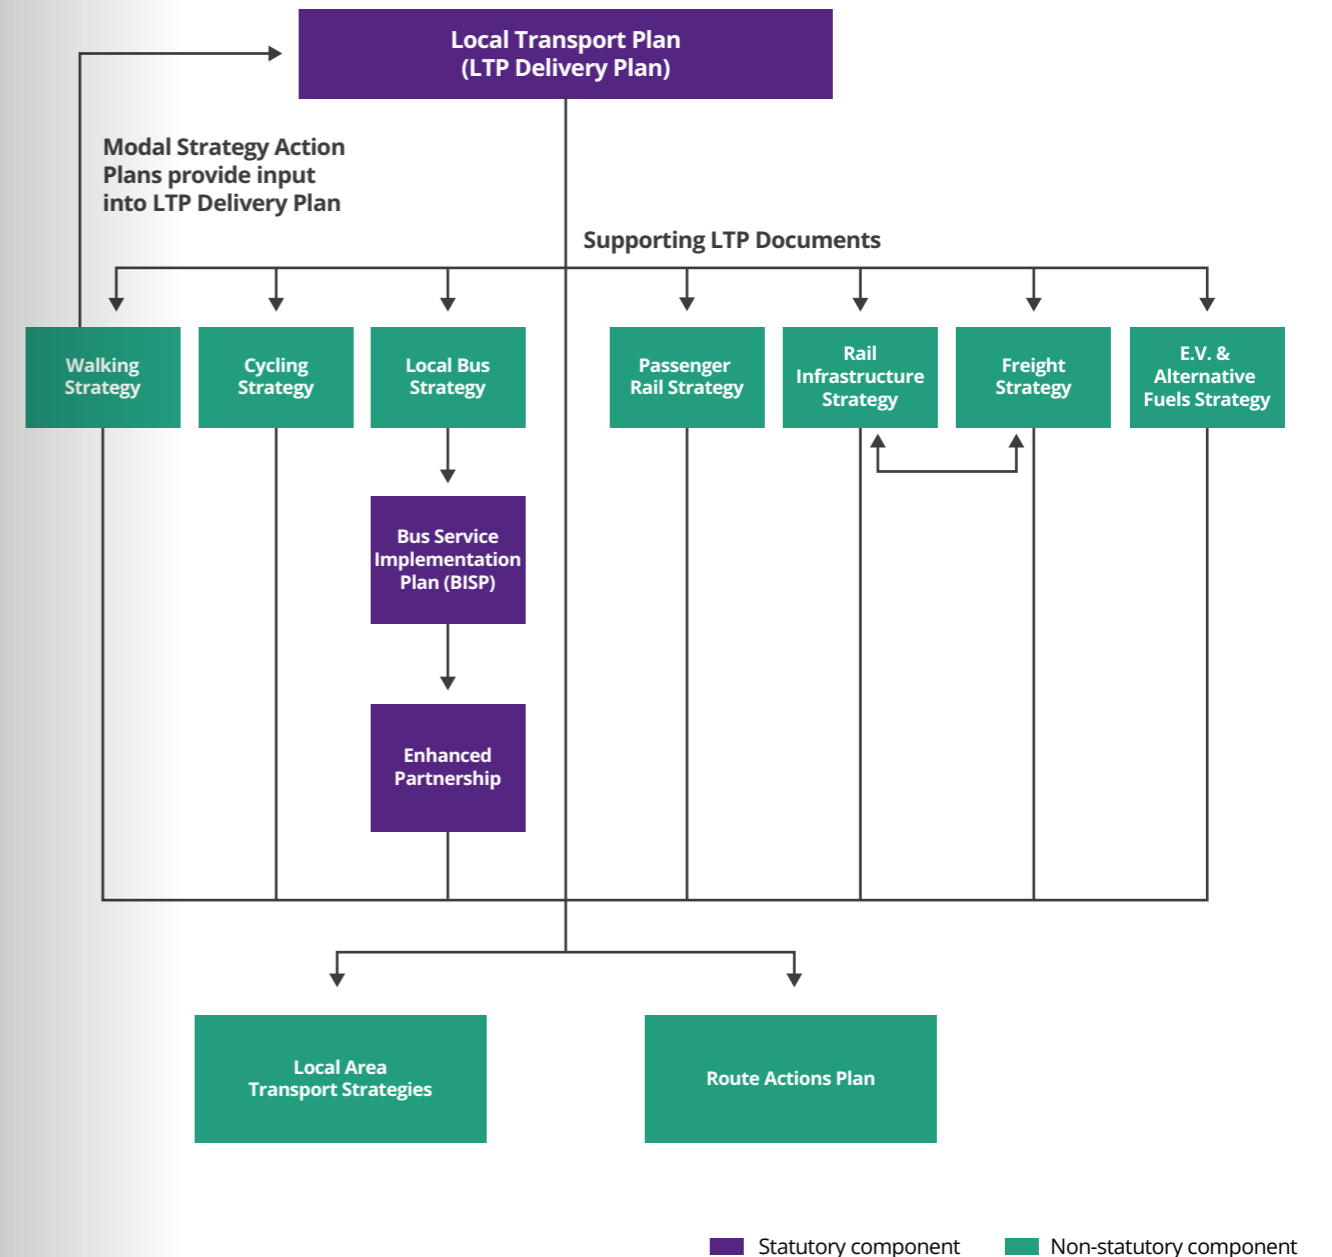 Local Transport Plan
(LTP Delivery Plan)
Modal Strategy Action
Plans provide input
into LTP Delivery Plan
Supporting LTP Documents
Walking
Strategy
Cycling
Strategy
Local Bus
Strategy
Passenger
Rail Strategy
Rail
Infrastructure
Strategy
Freight
Strategy
E.V. &
Alternative
Fuels Strategy
Bus Service
Implementation
Plan (BISP)
Enhanced
Partnership
Local Area
Transport Strategies
Route Actions Plan
Statutory component
Non-statutory component